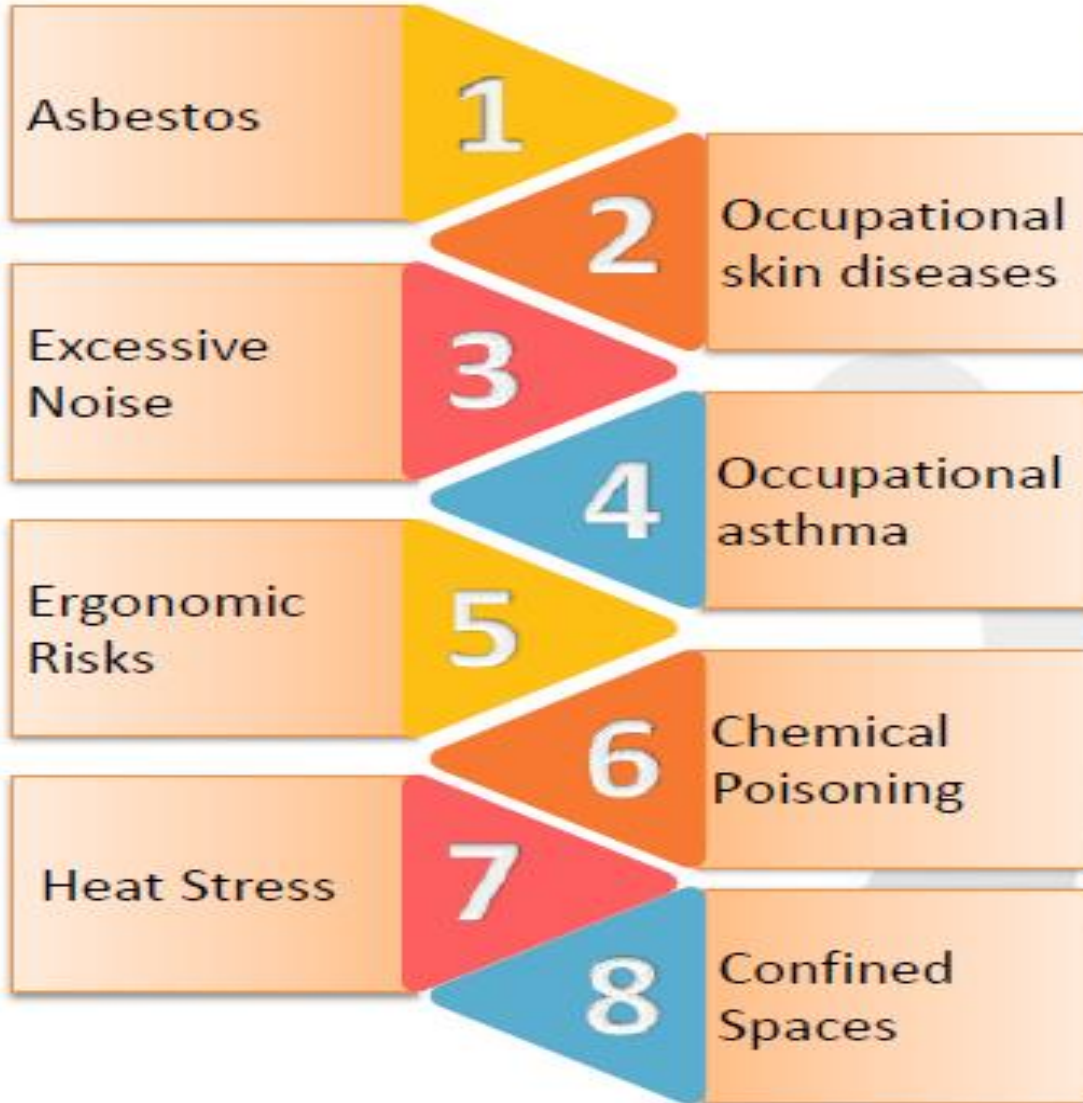 Asbestos
1
2
Occupational
skin diseases
Excessive
Noise
3
4
Occupational
asthma
Ergonomic
Risks
5
6
Chemical
Poisoning
Heat Stress
7
8
Confined
Spaces